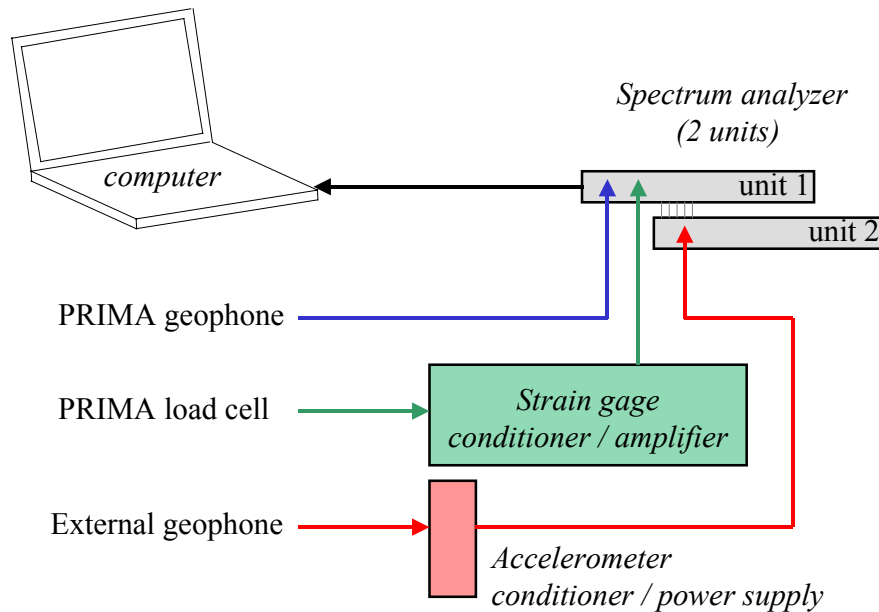 Spectrum analyzer
(2 units)
computer
unit 1
unit 2
PRIMA geophone
PRIMA load cell
Strain gage
conditioner / amplifier
External geophone
Accelerometer
conditioner / power supply